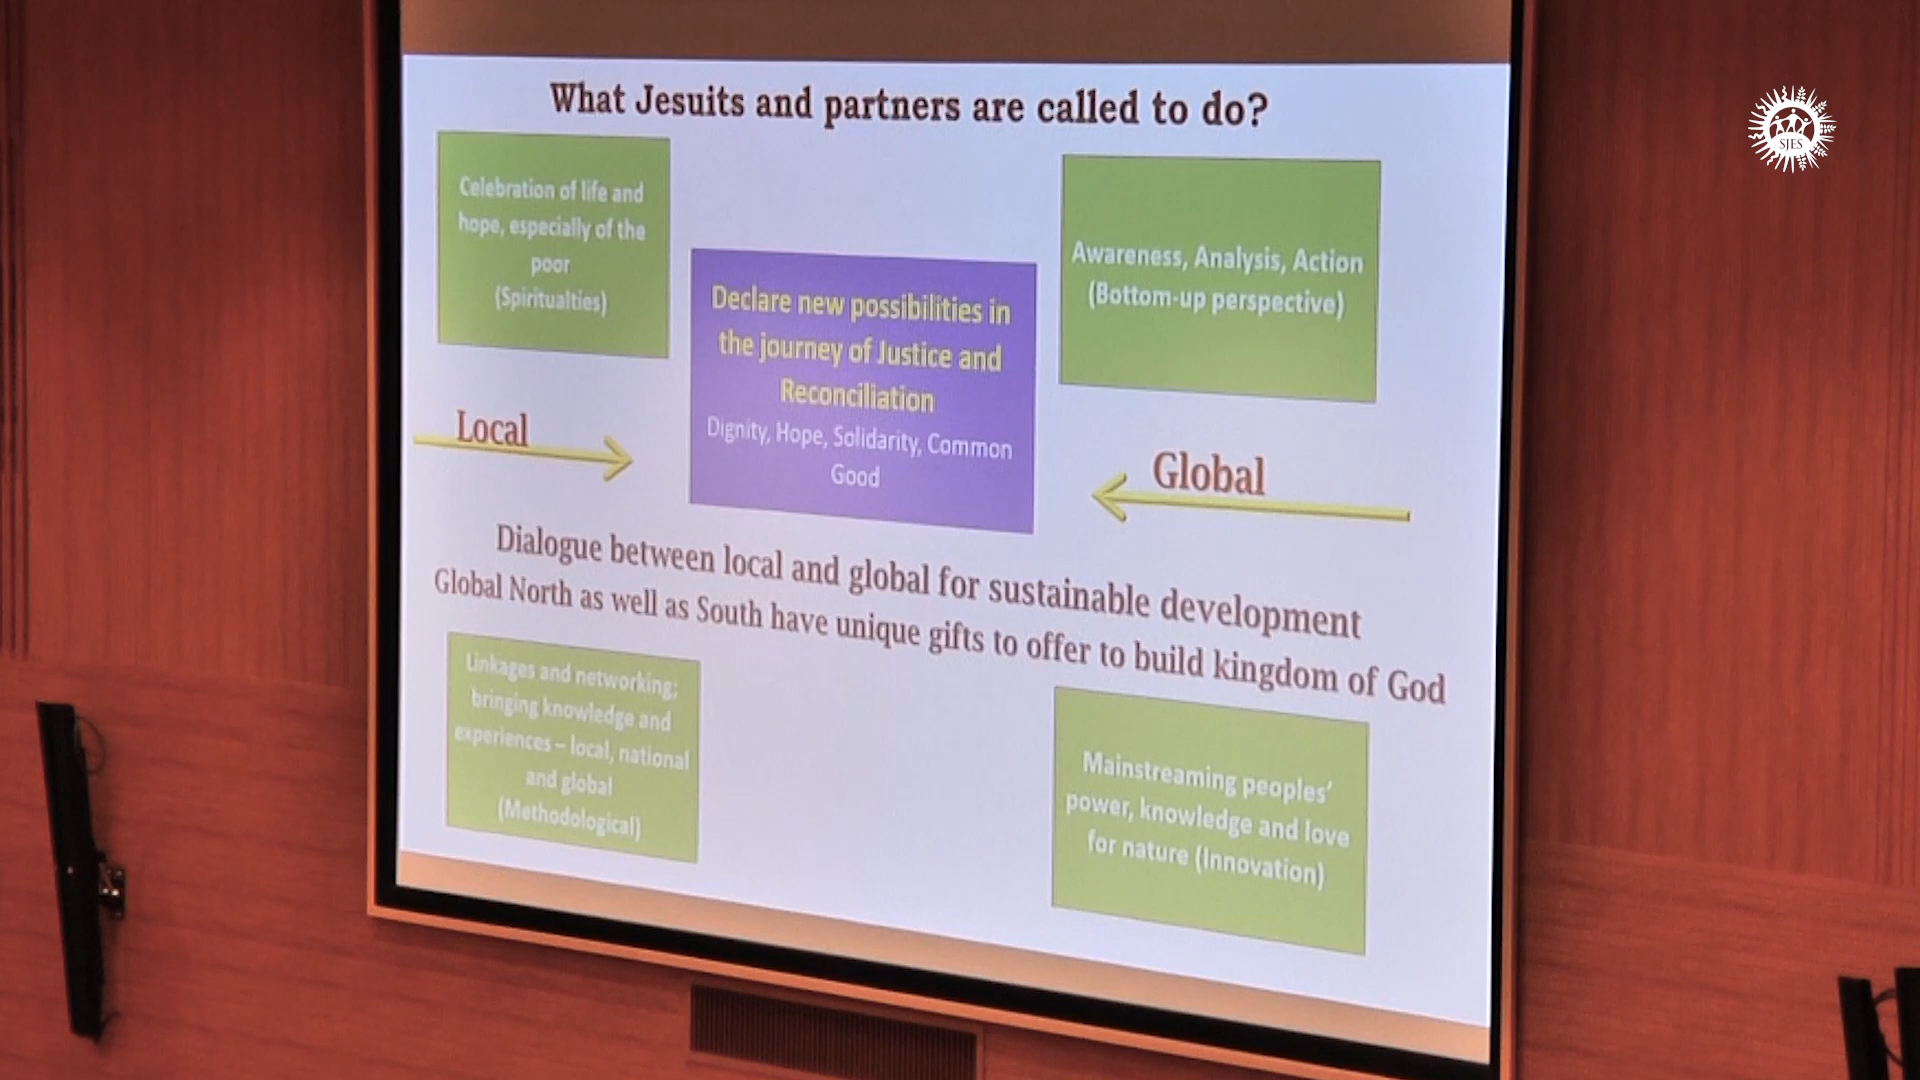 What Jesuits and partners are called to do?
SJES
Celebration of life and
hope, especially of the
poor
(Spiritualties)
Awareness, Analysis, Action
(Bottom-up perspective)
Declare new possibilities in
the journey of Justice and
Reconciliation
Dignity, Hope, Solidarity, Common
Good
Local
Global
Dialogue between local and global for sustainable development
Global North as well as South have unique gifts to offer to build kingdom of God
Linkages and networking;
bringing knowledge and
experiences – local, national
and global
(Methodological)
Mainstreaming peoples’
power, knowledge and love
for nature (Innovation)